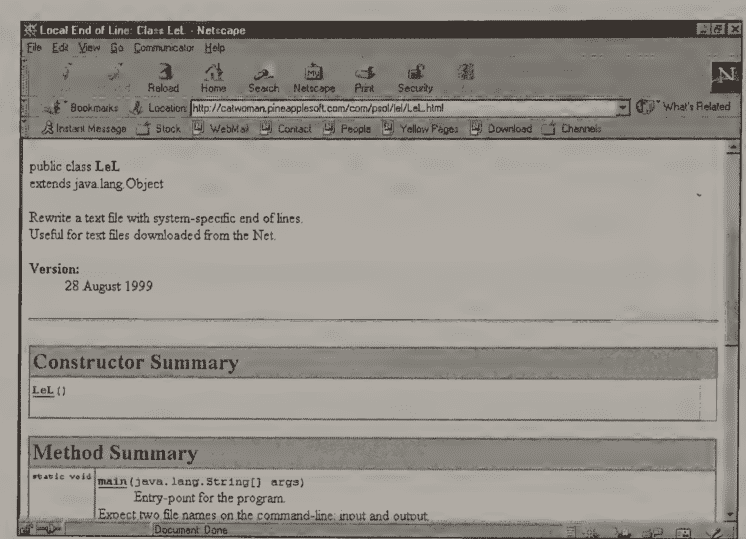 Local End of Line: Class LeL - Netscape
File Edit View Go Communicator Help
Reload Home Search Netscape Print Security
N
Bookmarks Location: http://catwoman.pineapplesoft.com/com/psol/lel/LeL.html What's Related
Instant Message Stock WebMail Contact People Yellow Pages Download Channels
public class LeL
extends java.lang.Object
Rewrite a text file with system-specific end of lines.
Useful for text files downloaded from the Net.
Version:
28 August 1999
Constructor Summary
LeL()
Method Summary
static void main(java.lang.String[] args)
Entry-point for the program.
Expect two file names on the command-line: input and output.
Document: Done